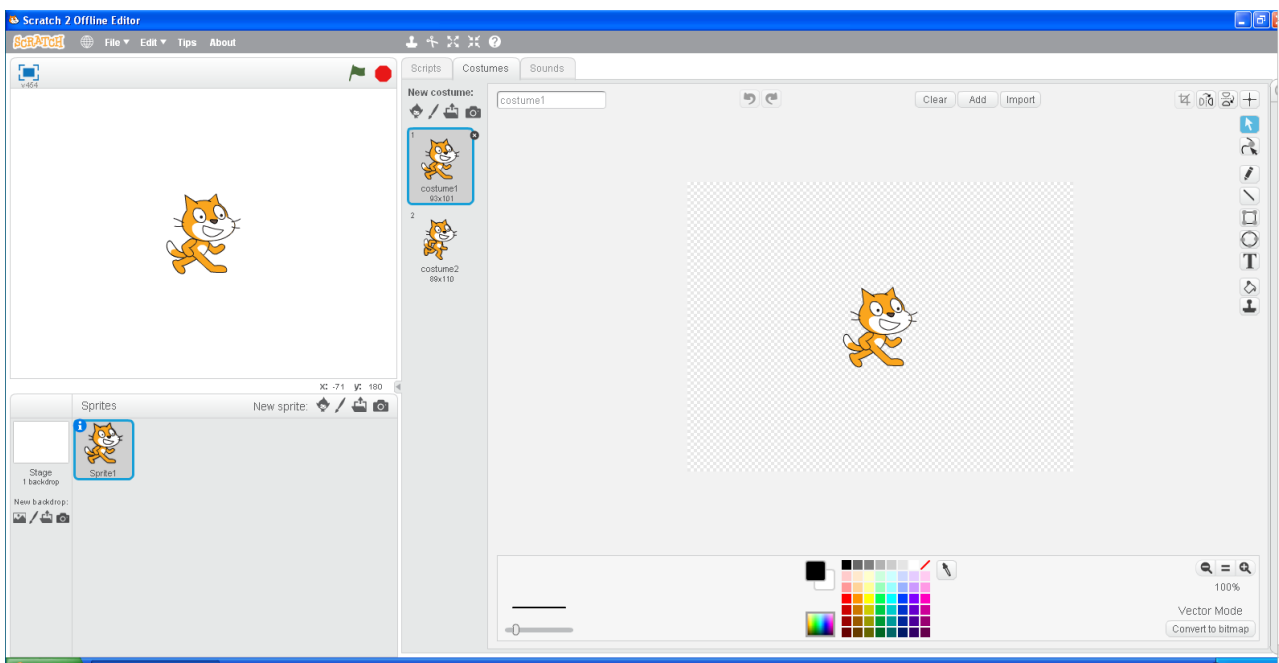 Scratch 2 Offline Editor
SCRATCH File Edit Tips About
v454
Scripts Costumes Sounds
New costume:
costume1
Clear Add Import
1
costume1
93x101
2
costume2
89x110
X: -71 y: 180
Sprites New sprite:
Stage
1 backdrop
New backdrop:
Sprite1
T
100%
Vector Mode
Convert to bitmap